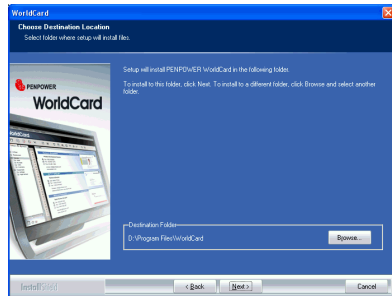 WorldCard
Choose Destination Location
Select folder where setup will install files.
PENPOWER
WorldCard
Setup will install PENPOWER WorldCard in the following folder.
To install to this folder, click Next. To install to a different folder, click Browse and select another
folder.
Destination Folder
D:\Program Files\WorldCard
Browse...
InstallShield
< Back
Next >
Cancel